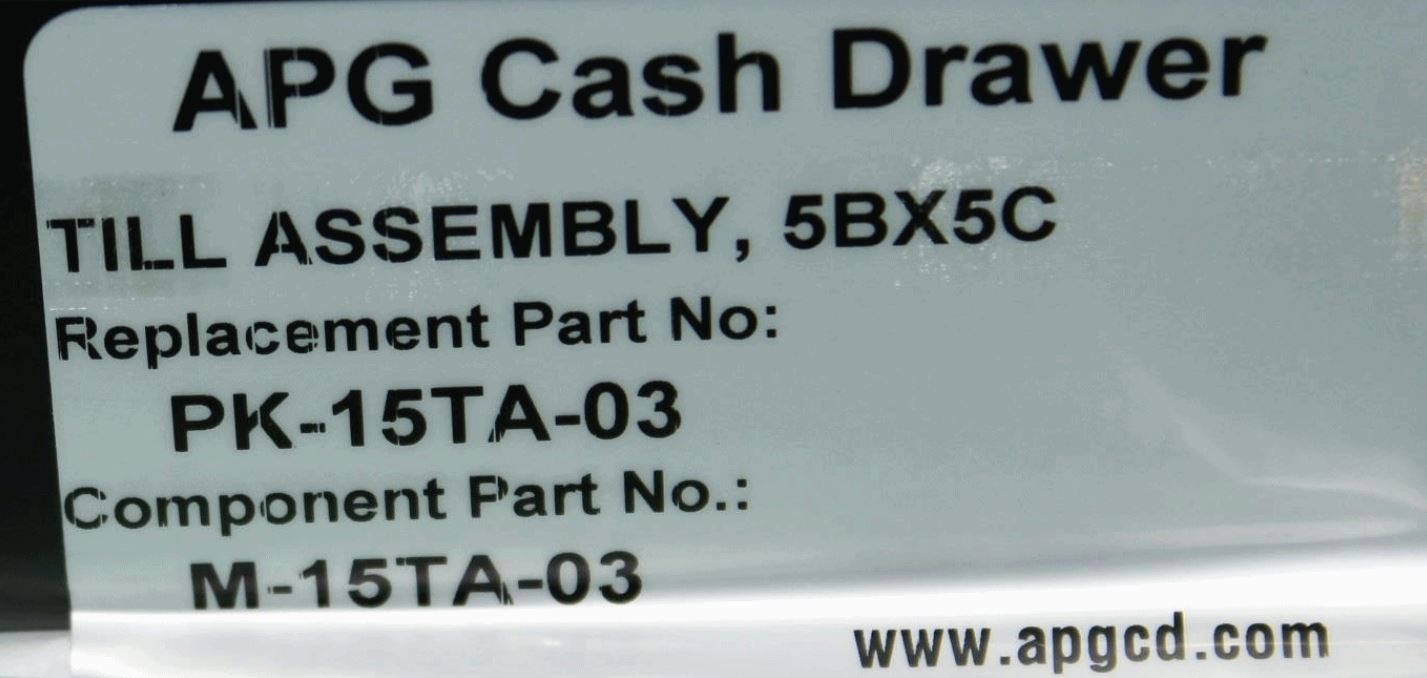 APG Cash Drawer
TILL ASSEMBLY, 5BX5C
Replacement Part No:
PK-15TA-03
Component Part No.:
M-15TA-03
www.apgcd.com